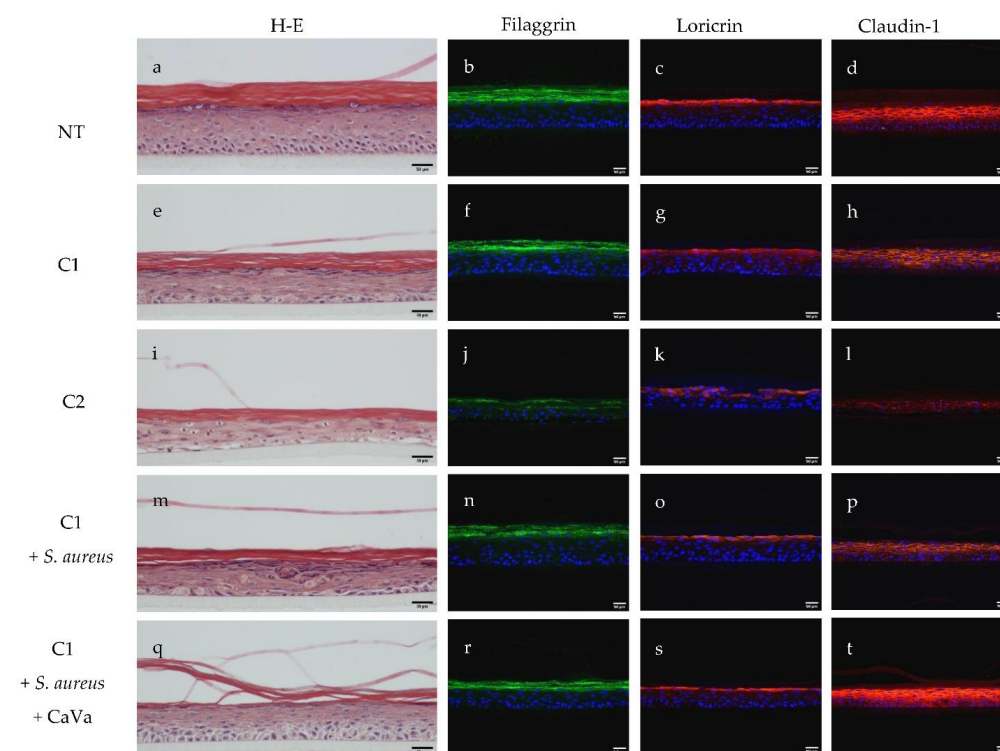 H-E Filaggrin Loricrin Claudin-1
NT
a b c d
C1
e f g h
C2
i j k l
C1
+ S. aureus
m n o p
C1
+ S. aureus
+ CaVa
q r s t